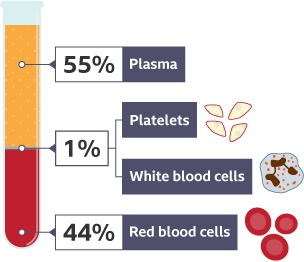 55% Plasma
Platelets
1%
White blood cells
44% Red blood cells